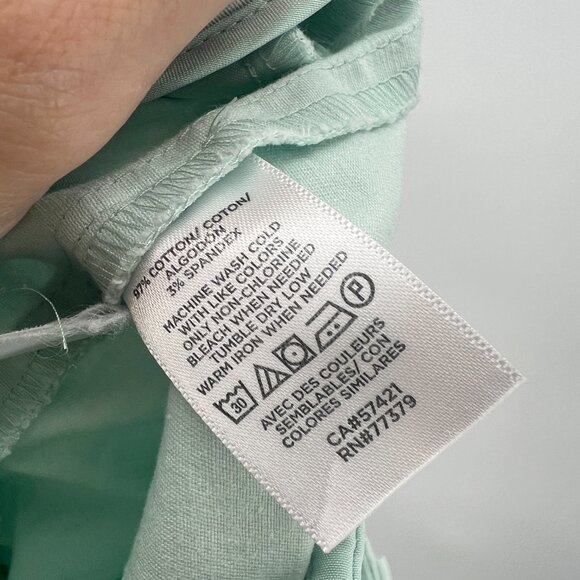 97% COTTON/ COTON/
ALGODÓN
3% SPANDEX
MACHINE WASH COLD
WITH LIKE COLORS
ONLY NON-CHLORINE
BLEACH WHEN NEEDED
TUMBLE DRY LOW
WARM IRON WHEN NEEDED
30 P
AVEC DES COULEURS
SEMBLABLES/ CON
COLORES SIMILARES
CA#57421
RN#77379